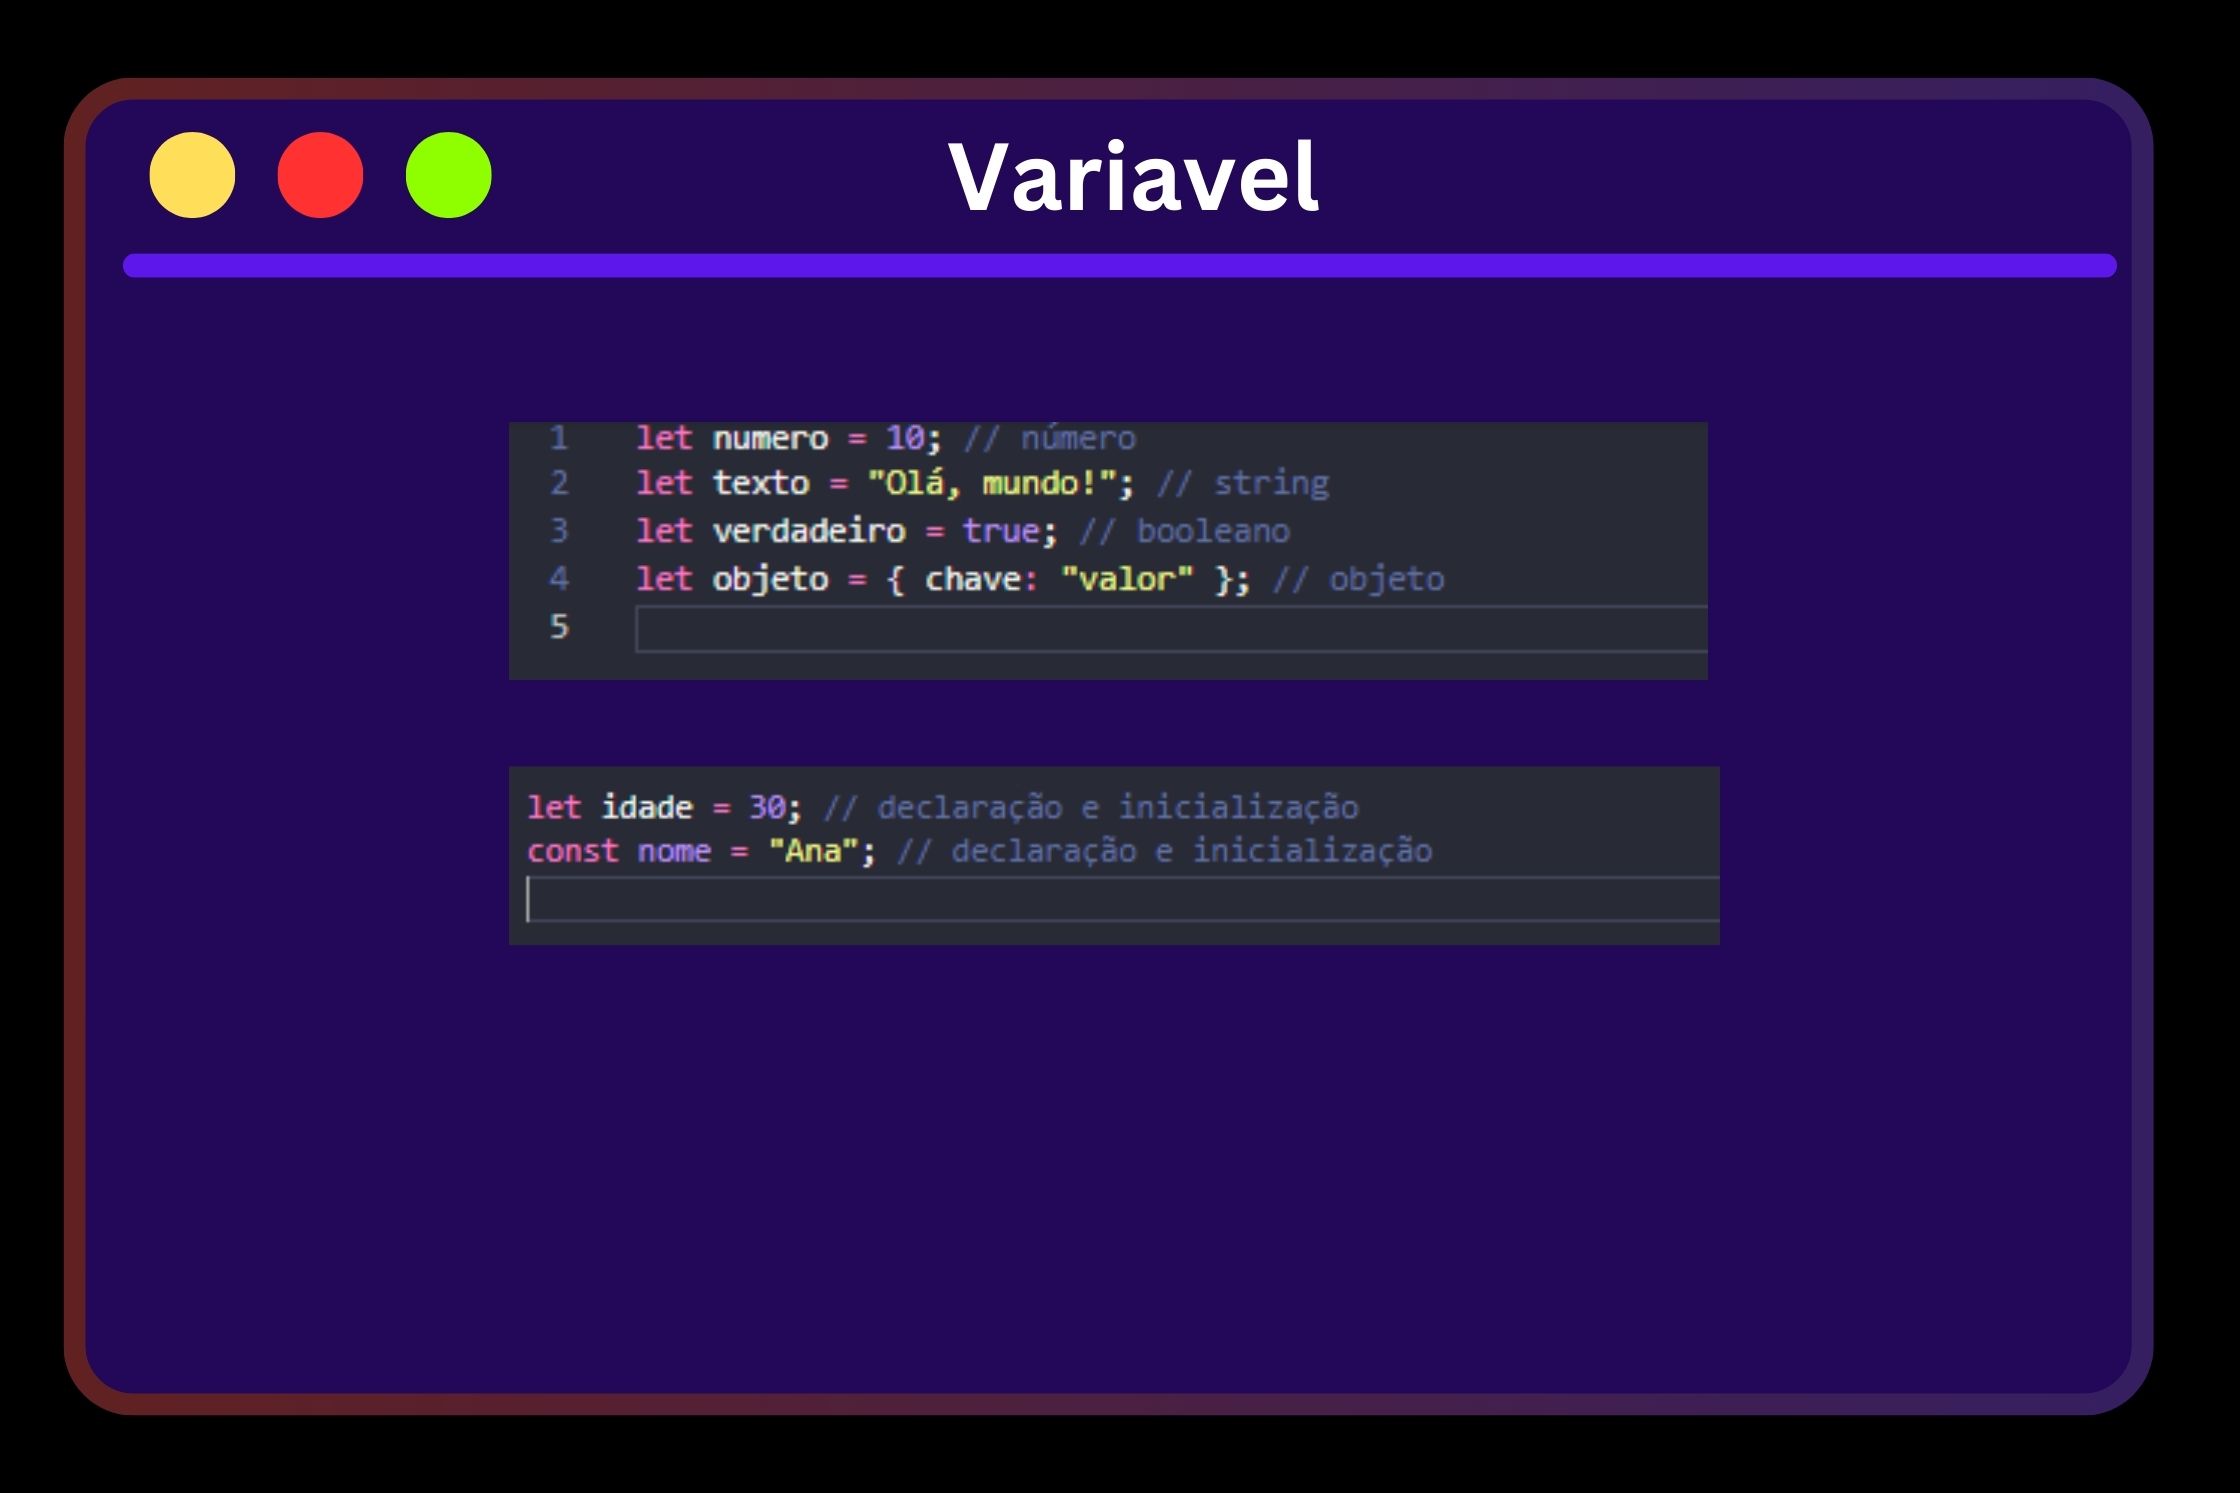 Variavel
1 let numero = 10; // número
2 let texto = "Olá, mundo!"; // string
3 let verdadeiro = true; // booleano
4 let objeto = { chave: "valor" }; // objeto
5
let idade = 30; // declaração e inicialização
const nome = "Ana"; // declaração e inicialização